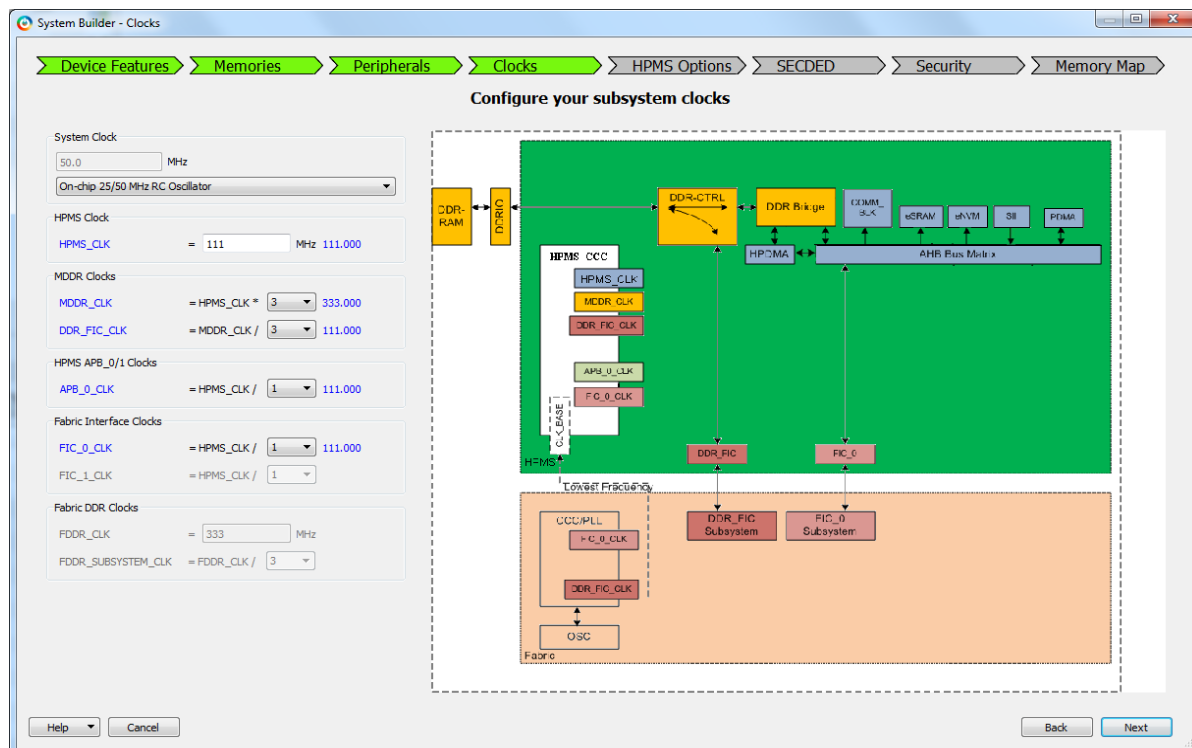 System Builder - Clocks
Device Features
Memories
Peripherals
Clocks
HPMS Options
SECDED
Security
Memory Map
Configure your subsystem clocks
System Clock
50.0 MHz
On-chip 25/50 MHz RC Oscillator
HPMS Clock
HPMS_CLK = 111 MHz 111.000
MDDR Clocks
MDDR_CLK = HPMS_CLK * 3 333.000
DDR_FIC_CLK = MDDR_CLK / 3 111.000
HPMS APB_0/1 Clocks
APB_0_CLK = HPMS_CLK / 1 111.000
Fabric Interface Clocks
FIC_0_CLK = HPMS_CLK / 1 111.000
FIC_1_CLK = HPMS_CLK / 1
Fabric DDR Clocks
FDDR_CLK = 333 MHz
FDDR_SUBSYSTEM_CLK = FDDR_CLK / 3
DDR-
RAM
DDRIO
DDR-CTRL
DDR Bridge
COMM_
BLK
eSRAM
eNVM
SII
PDMA
HPDMA
AHB Bus Matrix
HPMS_CCC
HPMS_CLK
MDDR_CLK
DDR_FIC_CLK
APB_0_CLK
FIC_0_CLK
CLK_BASE
HPMS
DDR_FIC
FIC_0
Lowest Frequency
CCC/PLL
FIC_0_CLK
DDR_FIC_CLK
OSC
Fabric
DDR_FIC
Subsystem
FIC_0
Subsystem
Help
Cancel
Back
Next